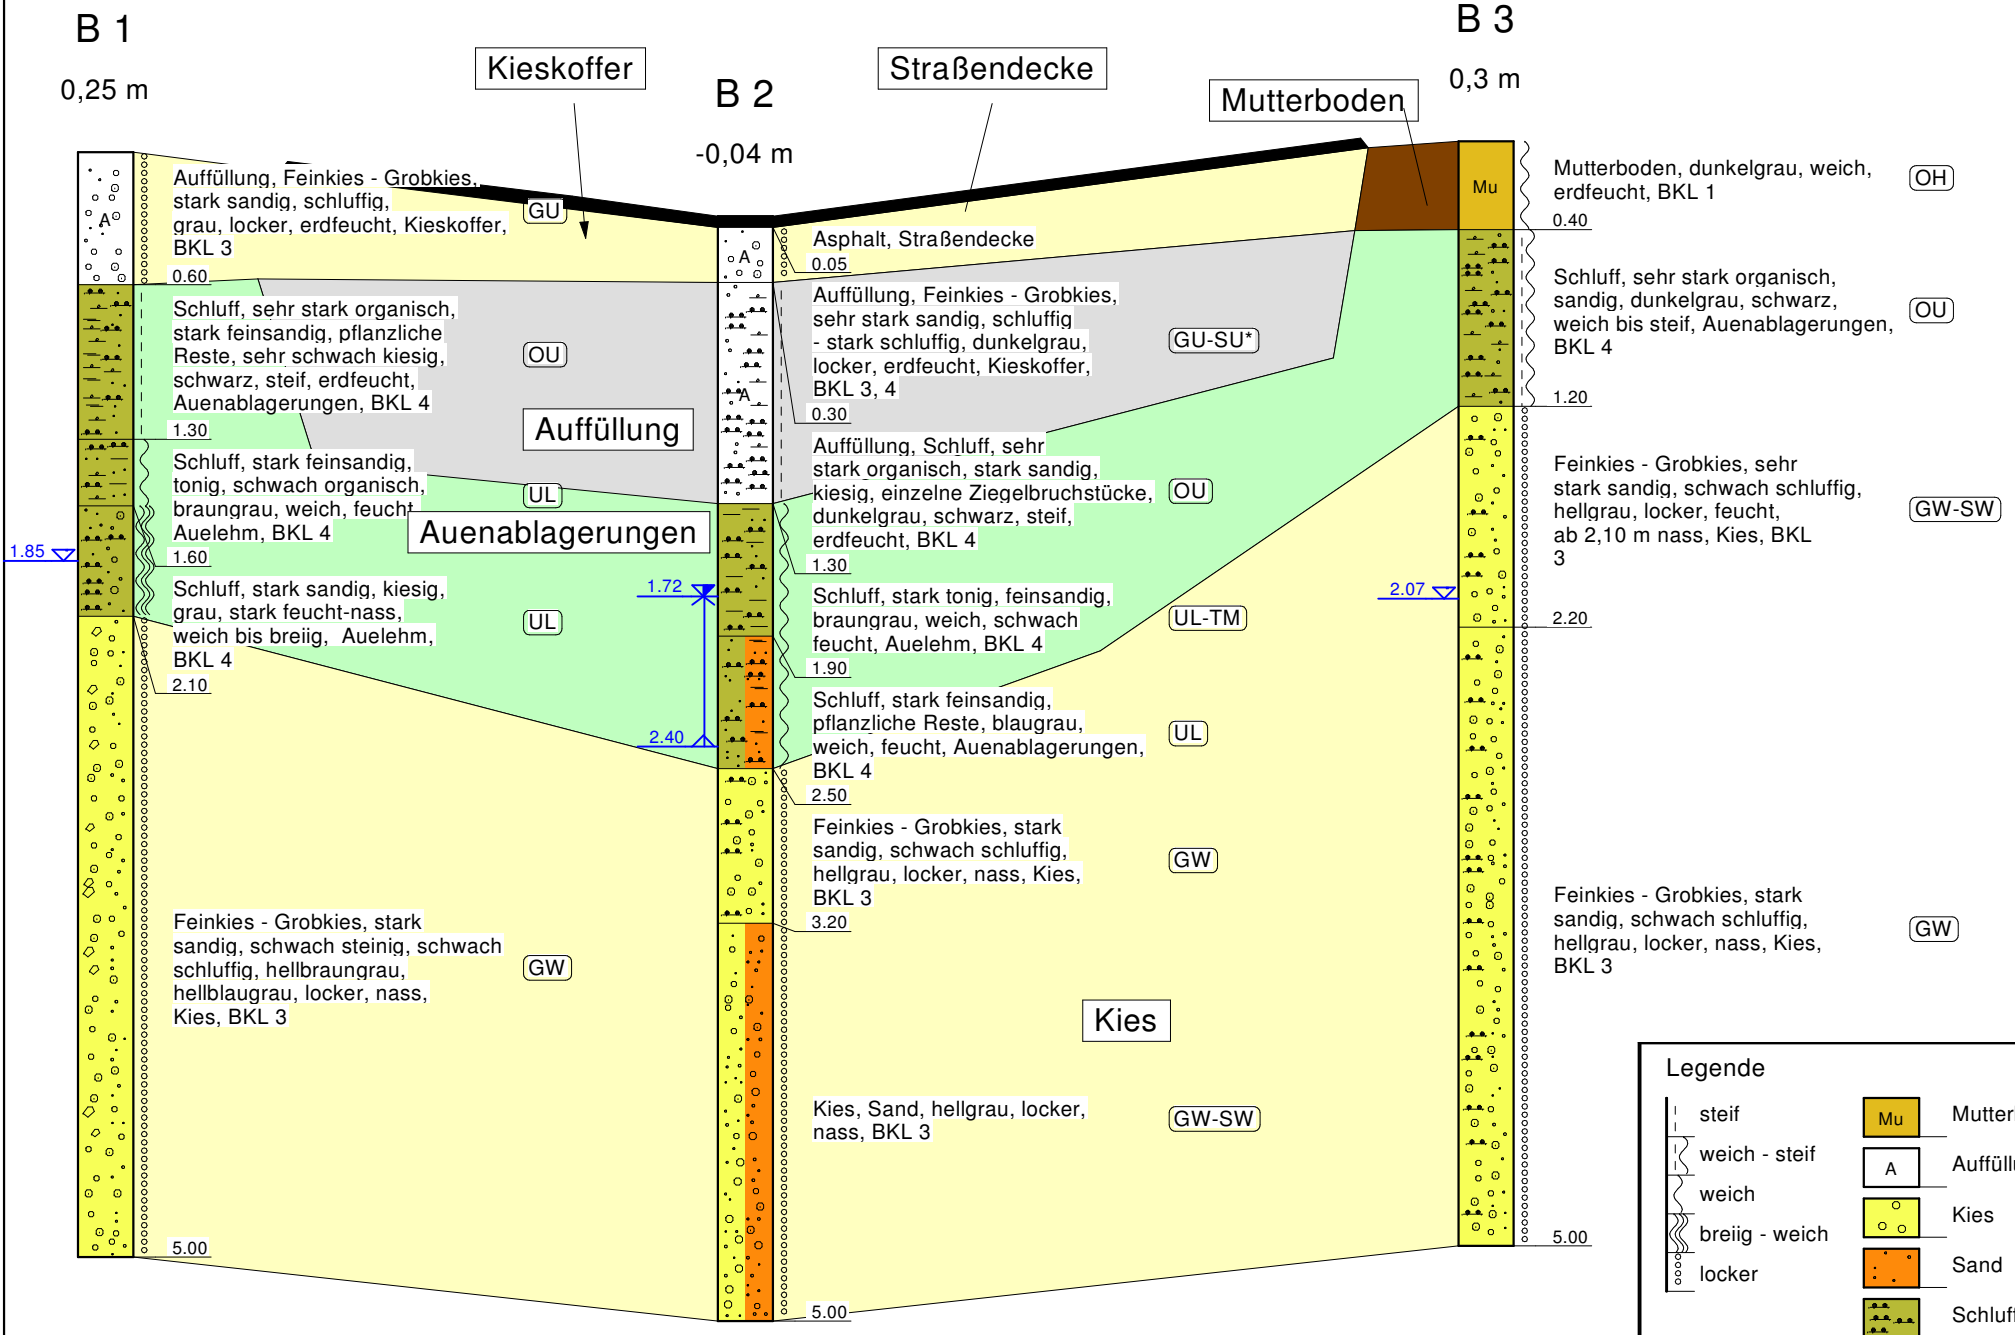 B 1
0,25 m
Kieskoffer
B 2
-0,04 m
Straßendecke
Mutterboden
B 3
0,3 m
A
Auffüllung, Feinkies - Grobkies,
stark sandig, schluffig,
grau, locker, erdfeucht, Kieskoffer,
BKL 3
GU
0.60
Schluff, sehr stark organisch,
stark feinsandig, pflanzliche
Reste, sehr schwach kiesig,
schwarz, steif, erdfeucht,
Auenablagerungen, BKL 4
OU
1.30
Schluff, stark feinsandig,
tonig, schwach organisch,
braungrau, weich, feucht,
Auelehm, BKL 4
UL
1.60
1.85
Schluff, stark sandig, kiesig,
grau, stark feucht-nass,
weich bis breiig, Auelehm,
BKL 4
UL
2.10
Feinkies - Grobkies, stark
sandig, schwach steinig, schwach
schluffig, hellbraungrau,
hellblaugrau, locker, nass,
Kies, BKL 3
GW
5.00
Auffüllung
Auenablagerungen
A
A
1.72
2.40
Asphalt, Straßendecke
0.05
Auffüllung, Feinkies - Grobkies,
sehr stark sandig, schluffig
- stark schluffig, dunkelgrau,
locker, erdfeucht, Kieskoffer,
BKL 3, 4
GU-SU*
0.30
Auffüllung, Schluff, sehr
stark organisch, stark sandig,
kiesig, einzelne Ziegelbruchstücke,
dunkelgrau, schwarz, steif,
erdfeucht, BKL 4
OU
1.30
Schluff, stark tonig, feinsandig,
braungrau, weich, schwach
feucht, Auelehm, BKL 4
UL-TM
1.90
Schluff, stark feinsandig,
pflanzliche Reste, blaugrau,
weich, feucht, Auenablagerungen,
BKL 4
UL
2.50
Feinkies - Grobkies, stark
sandig, schwach schluffig,
hellgrau, locker, nass, Kies,
BKL 3
GW
3.20
Kies
Kies, Sand, hellgrau, locker,
nass, BKL 3
GW-SW
5.00
Mu
Mutterboden, dunkelgrau, weich,
erdfeucht, BKL 1
OH
0.40
Schluff, sehr stark organisch,
sandig, dunkelgrau, schwarz,
weich bis steif, Auenablagerungen,
BKL 4
OU
1.20
Feinkies - Grobkies, sehr
stark sandig, schwach schluffig,
hellgrau, locker, feucht,
ab 2,10 m nass, Kies, BKL
3
GW-SW
2.07
2.20
Feinkies - Grobkies, stark
sandig, schwach schluffig,
hellgrau, locker, nass, Kies,
BKL 3
GW
5.00
Legende
steif
weich - steif
weich
breiig - weich
locker
Mu Mutter
A Auffüll
Kies
Sand
Schluff